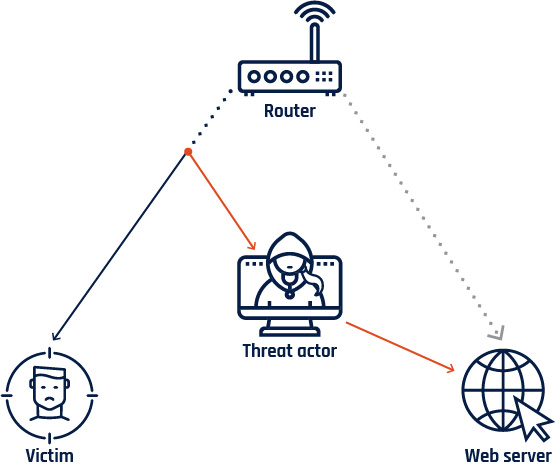 Router
Threat actor
Victim
Web server